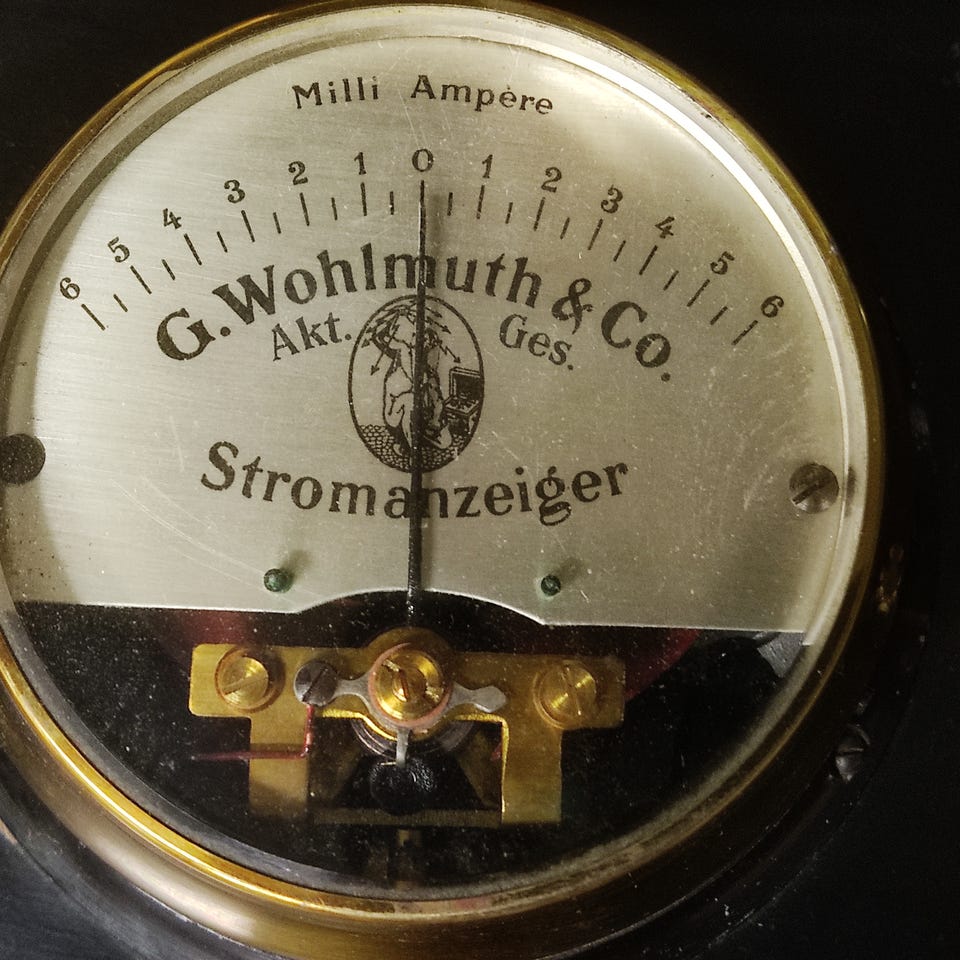 Milli Ampère
6 5 4 3 2 1 0 1 2 3 4 5 6
G. Wohlmuth & Co.
Akt. Ges.
Stromanzeiger